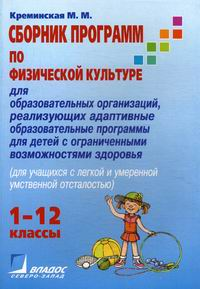 Креминская М. М.
СБОРНИК ПРОГРАММ
ПО
ФИЗИЧЕСКОЙ КУЛЬТУРЕ
для
образовательных организаций,
реализующих адаптивные
образовательные программы
для детей с ограниченными
возможностями здоровья
(для учащихся с легкой и умеренной
умственной отсталостью)
1–12
классы
ВЛАДОС
СЕВЕРО-ЗАПАД